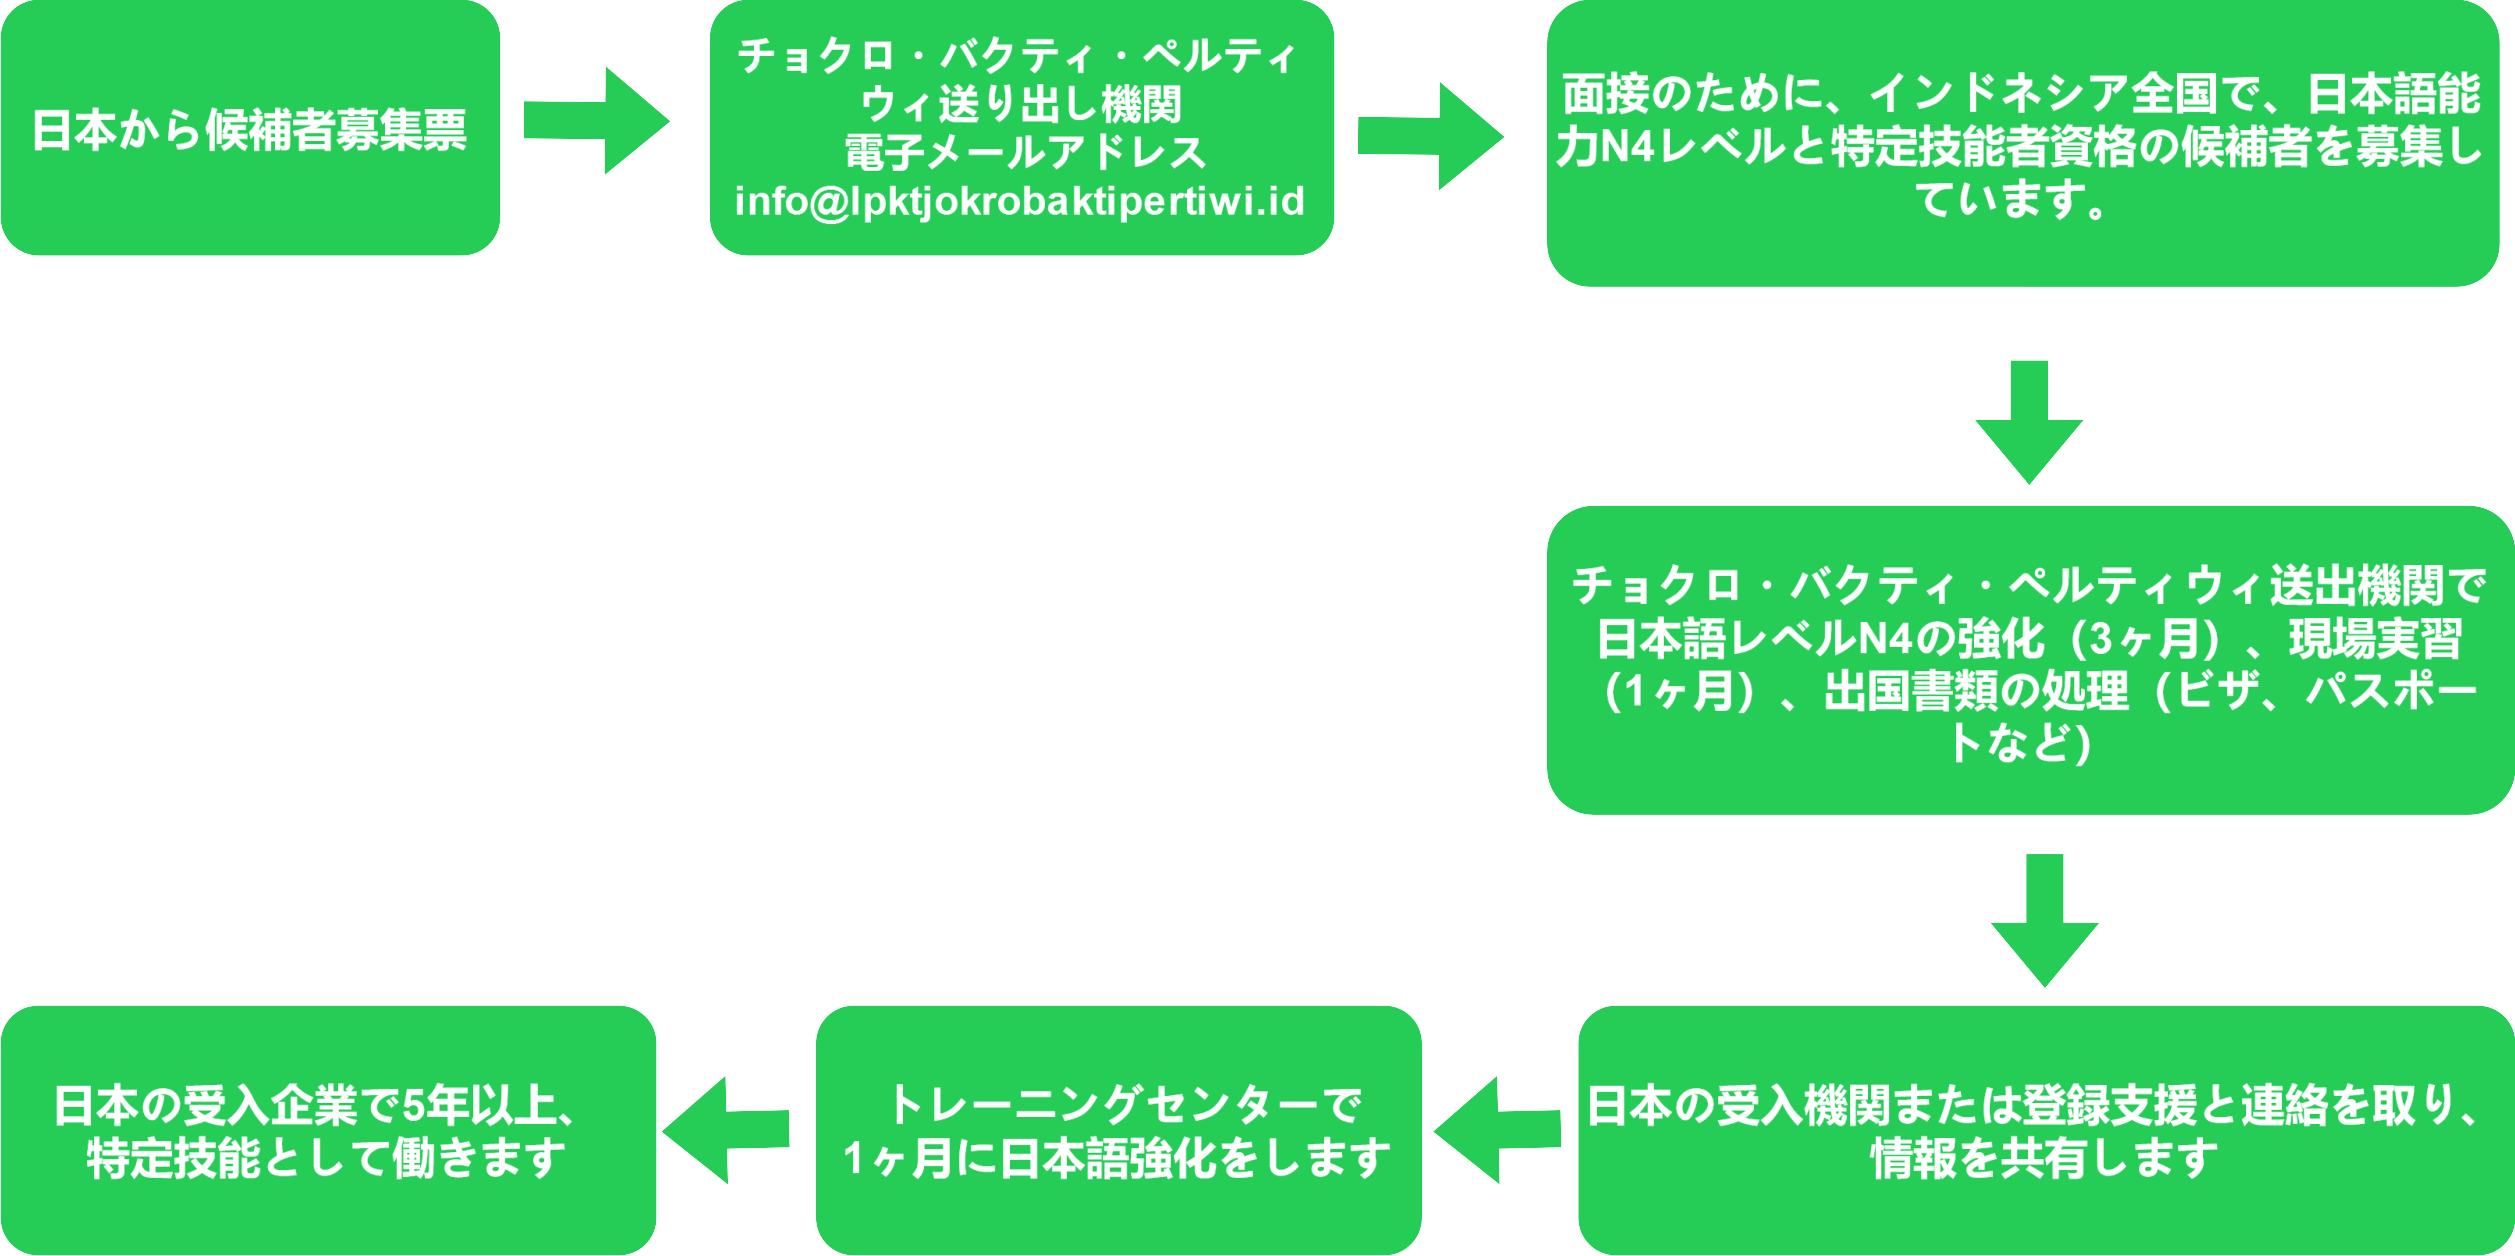 日本から候補者募集票
チョクロ・バクティ・ペルティ
ウィ送り出し機関
電子メールアドレス
info@lpktjokrobaktipertiwi.id
面接のために、インドネシア全国で、日本語能
力N4レベルと特定技能者資格の候補者を募集し
ています。
チョクロ・バクティ・ペルティウィ送出機関で
日本語レベルN4の強化（3ヶ月）、現場実習
（1ヶ月）、出国書類の処理（ビザ、パスポー
トなど）
日本の受入機関または登録支援と連絡を取り、
情報を共有します
トレーニングセンターで
1ヶ月に日本語強化をします
日本の受入企業で5年以上、
特定技能として働きます